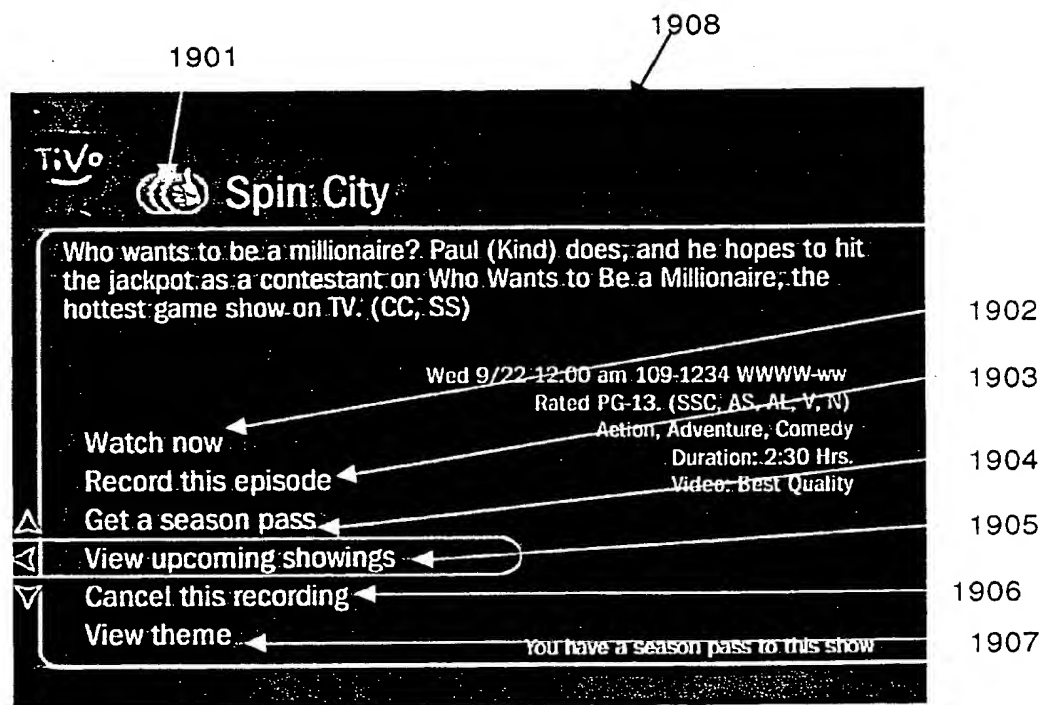 1908
1901
TiVo
Spin City
Who wants to be a millionaire? Paul (Kind) does, and he hopes to hit
the jackpot as a contestant on Who Wants to Be a Millionaire, the
hottest game show on TV. (CC, SS)
1902
Wed 9/22 12:00 am 109-1234 WWWW-ww
1903
Rated PG-13. (SSC, AS, AL, V, N)
Action, Adventure, Comedy
Watch now
Duration: 2:30 Hrs.
1904
Record this episode
Video: Best Quality
Get a season pass
1905
View upcoming showings
Cancel this recording
1906
View theme
You have a season pass to this show
1907